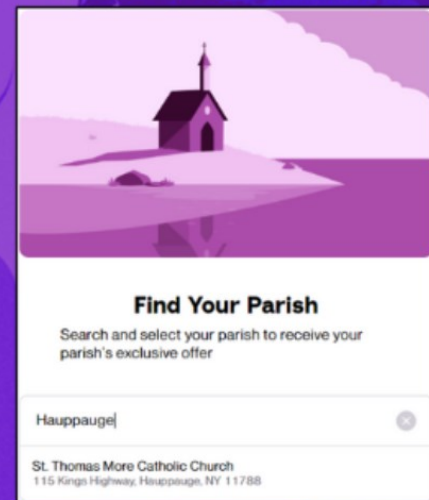 Find Your Parish
Search and select your parish to receive your
parish's exclusive offer
Hauppauge
St. Thomas More Catholic Church
115 Kings Highway, Hauppauge, NY 11788